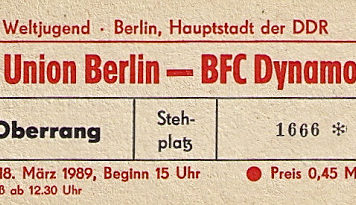 Weltjugend · Berlin, Hauptstadt der DDR
Union Berlin — BFC Dynamo
Oberrang
Steh-
platz
1666 *
18. März 1989, Beginn 15 Uhr
● Preis 0,45 M
ab 12.30 Uhr